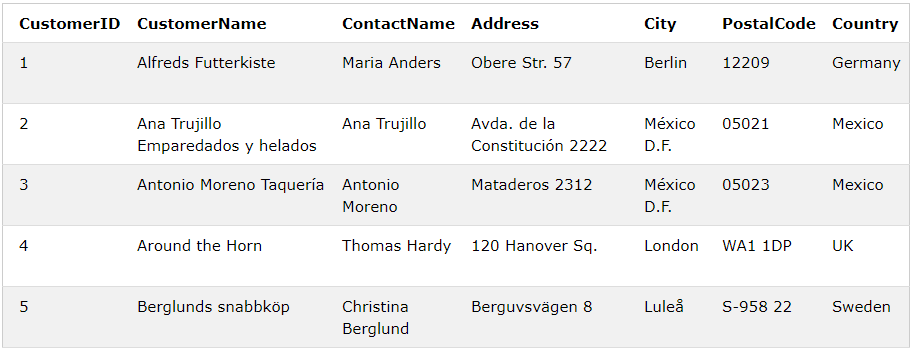 CustomerID CustomerName ContactName Address City PostalCode Country
1 Alfreds Futterkiste Maria Anders Obere Str. 57 Berlin 12209 Germany
2 Ana Trujillo Ana Trujillo Avda. de la México 05021 Mexico
Emparedados y helados Constitución 2222 D.F.
3 Antonio Moreno Taquería Antonio Mataderos 2312 México 05023 Mexico
Moreno D.F.
4 Around the Horn Thomas Hardy 120 Hanover Sq. London WA1 1DP UK
5 Berglunds snabbköp Christina Berguvsvägen 8 Luleå S-958 22 Sweden
Berglund